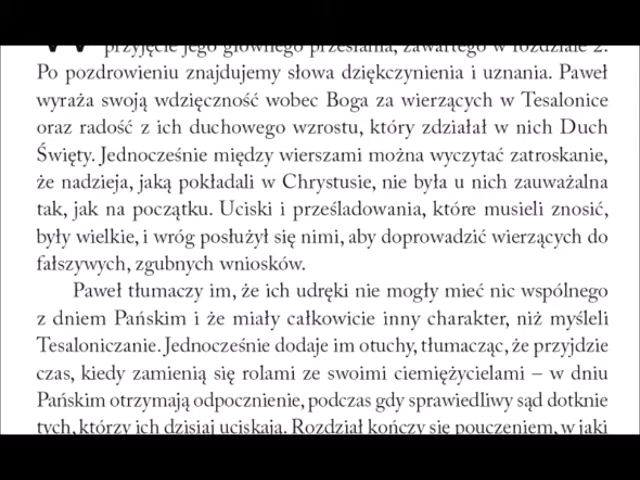 przyjęcie jego głównego przesłania, zawartego w rozdziale 2.
Po pozdrowieniu znajdujemy słowa dziękczynienia i uznania. Paweł
wyraża swoją wdzięczność wobec Boga za wierzących w Tesalonice
oraz radość z ich duchowego wzrostu, który zdziałał w nich Duch
Święty. Jednocześnie między wierszami można wyczytać zatroskanie,
że nadzieja, jaką pokładali w Chrystusie, nie była u nich zauważalna
tak, jak na początku. Uciski i prześladowania, które musieli znosić,
były wielkie, i wróg posłużył się nimi, aby doprowadzić wierzących do
fałszywych, zgubnych wniosków.
Paweł tłumaczy im, że ich udręki nie mogły mieć nic wspólnego
z dniem Pańskim i że miały całkowicie inny charakter, niż myśleli
Tesaloniczanie. Jednocześnie dodaje im otuchy, tłumacząc, że przyjdzie
czas, kiedy zamienią się rolami ze swoimi ciemiężycielami – w dniu
Pańskim otrzymają odpocznienie, podczas gdy sprawiedliwy sąd dotknie
tych, którzy ich dzisiaj uciskają. Rozdział kończy się pouczeniem, w jaki